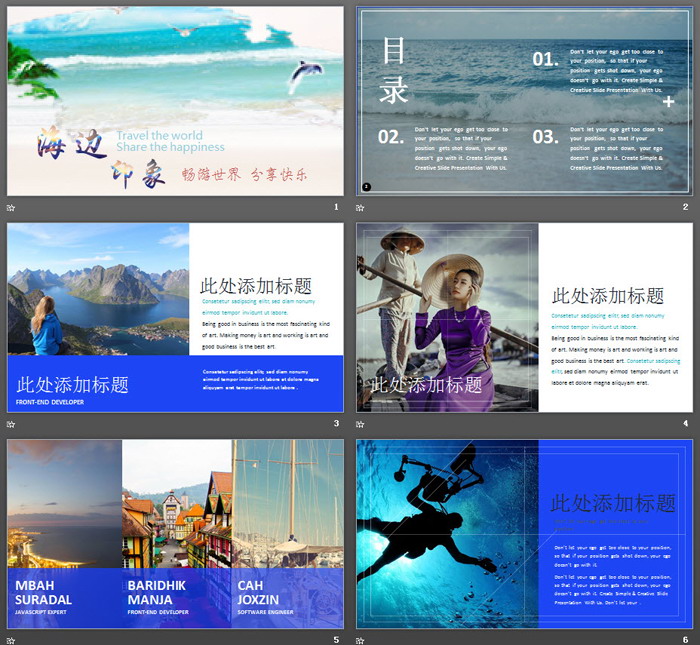 Travel the world
Share the happiness
海边
印象
畅游世界 分享快乐
1
目
录
01.
Don't let your ego get too close to
your position, so that if your
position gets shot down, your ego
doesn't go with it. Create Simple &
Creative Slide Presentation With Us.
02.
Don't let your ego get too close to
your position, so that if your
position gets shot down, your ego
doesn't go with it. Create Simple &
Creative Slide Presentation With Us.
03.
Don't let your ego get too close to
your position, so that if your
position gets shot down, your ego
doesn't go with it. Create Simple &
Creative Slide Presentation With Us.
2
此处添加标题
Consetetur sadipscing elitr, sed diam nonumy
eirmod tempor invidunt ut labore.
Being good in business is the most fascinating kind
of art. Making money is art and working is art and
good business is the best art.
此处添加标题
FRONT-END DEVELOPER
Consetetur sadipscing elitr, sed diam nonumy
eirmod tempor invidunt ut labore et dolore magna
aliquyam erat tempor invidunt ut labore .
3
此处添加标题
此处添加标题
Consetetur sadipscing elitr, sed diam nonumy
eirmod tempor invidunt ut labore.
Being good in business is the most fascinating kind
of art. Making money is art and working is art and
good business is the best art. Consetetur sadipscing
elitr, sed diam nonumy eirmod tempor invidunt ut
labore et dolore magna aliquyam erat.
4
MBAH
SURADAL
JAVASCRIPT EXPERT
BARIDHIK
MANJA
FRONT-END DEVELOPER
CAH
JOXZIN
SOFTWARE ENGINEER
5
此处添加标题
Don't let your ego get too close to your position,
so that if your position gets shot down, your ego
doesn't go with it.
Don't let your ego get too close to your position,
so that if your position gets shot down, your ego
doesn't go with it. Create Simple & Creative Slide
Presentation With Us. Don't let your .
6